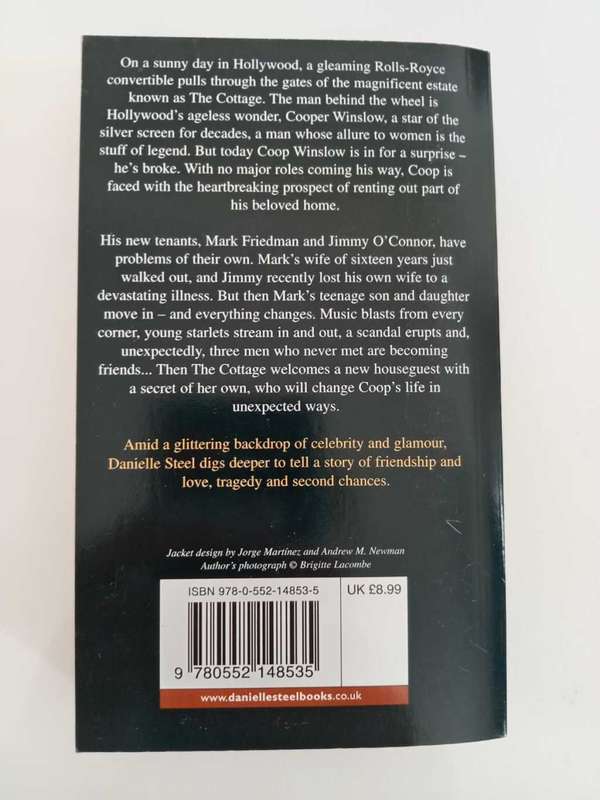 On a sunny day in Hollywood, a gleaming Rolls-Royce
convertible pulls through the gates of the magnificent estate
known as The Cottage. The man behind the wheel is
Hollywood's ageless wonder, Cooper Winslow, a star of the
silver screen for decades, a man whose allure to women is the
stuff of legend. But today Coop Winslow is in for a surprise –
he's broke. With no major roles coming his way, Coop is
faced with the heartbreaking prospect of renting out part of
his beloved home.
His new tenants, Mark Friedman and Jimmy O'Connor, have
problems of their own. Mark's wife of sixteen years just
walked out, and Jimmy recently lost his own wife to a
devastating illness. But then Mark's teenage son and daughter
move in – and everything changes. Music blasts from every
corner, young starlets stream in and out, a scandal erupts and,
unexpectedly, three men who never met are becoming
friends... Then The Cottage welcomes a new houseguest with
a secret of her own, who will change Coop's life in
unexpected ways.
Amid a glittering backdrop of celebrity and glamour,
Danielle Steel digs deeper to tell a story of friendship and
love, tragedy and second chances.
Jacket design by Jorge Martínez and Andrew M. Newman
Author's photograph © Brigitte Lacombe
ISBN 978-0-552-14853-5
UK £8.99
9 780552 148535
www.daniellesteelbooks.co.uk